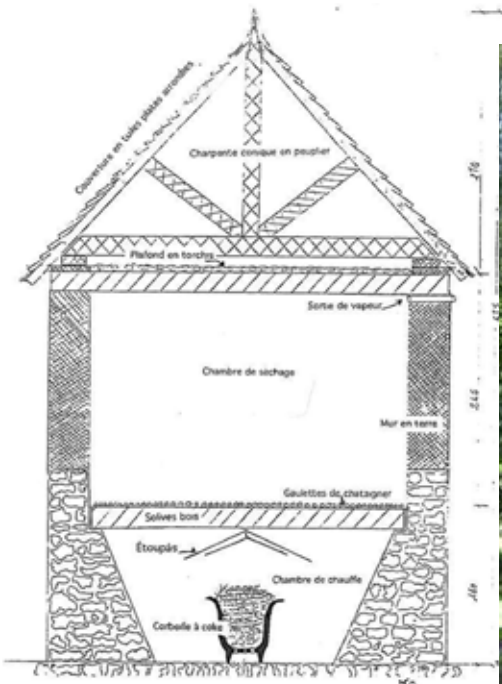 Couverture en tuiles plates arrondies
Charpente conique en peuplier
Plafond en torchis
Sortie de vapeur
Chambre de séchage
Mur en terre
Gaulettes de chataigner
Solives bois
Étoupás
Chambre de chauffe
Corbeille à coke